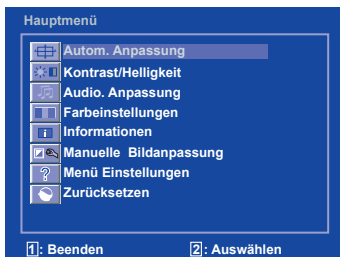 Hauptmenü
Autom. Anpassung
Kontrast/Helligkeit
Audio. Anpassung
Farbeinstellungen
Informationen
Manuelle Bildanpassung
Menü Einstellungen
Zurücksetzen
1: Beenden 2: Auswählen